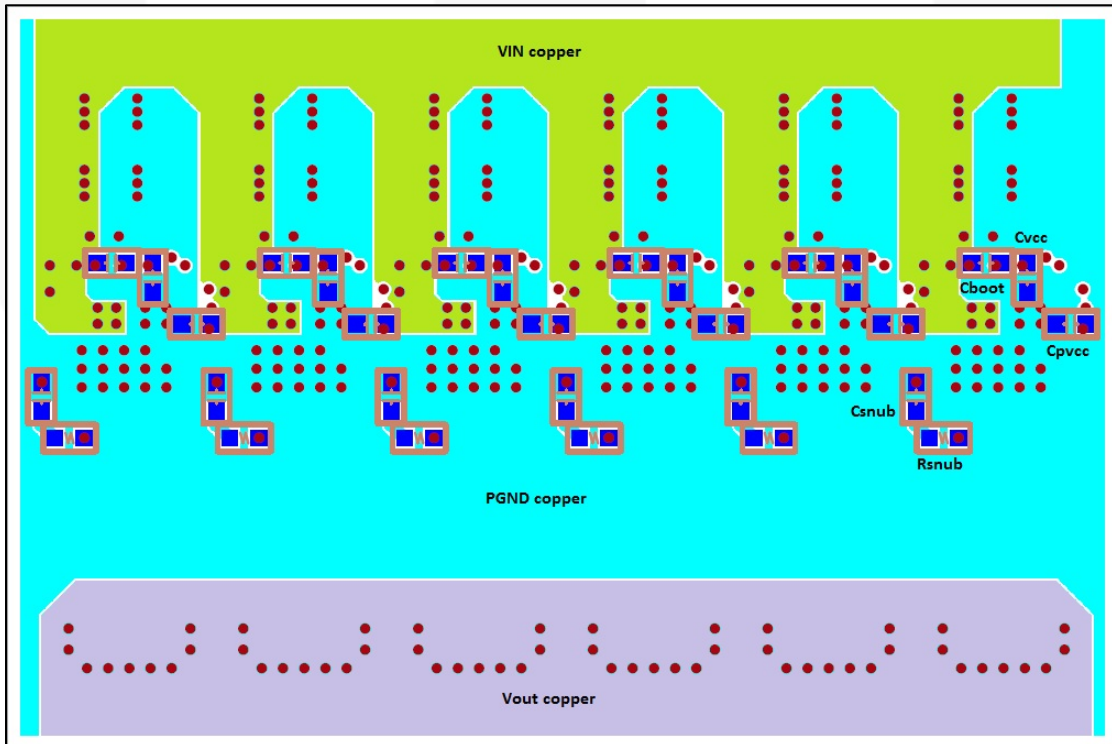 VIN copper
Cvcc
Cboot
Cpvcc
Csnub
Rsnub
PGND copper
Vout copper